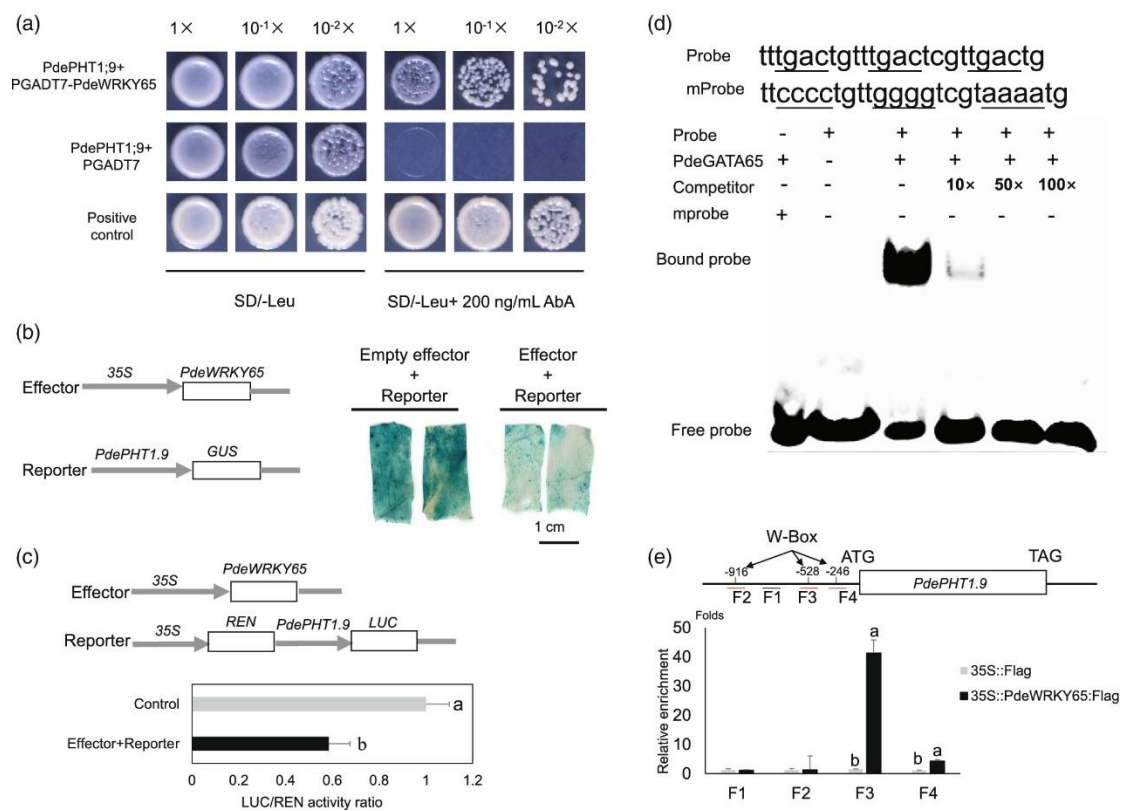 (a)
1× 10⁻¹× 10⁻²× 1× 10⁻¹× 10⁻²×
PdePHT1;9+
PGADT7-PdeWRKY65
PdePHT1;9+
PGADT7
Positive
control
SD/-Leu
SD/-Leu+ 200 ng/mL AbA
(b)
Effector
35S
PdeWRKY65
Reporter
PdePHT1.9
GUS
Empty effector
+
Reporter
Effector
+
Reporter
1 cm
(c)
Effector
35S
PdeWRKY65
Reporter
35S
REN
PdePHT1.9
LUC
Control
a
Effector+Reporter
b
0 0.2 0.4 0.6 0.8 1 1.2
LUC/REN activity ratio
(d)
Probe tttgactgtttgactcgttgactg
mProbe ttccccctgttggggtcgtaaaatg
Probe - + + + + +
PdeGATA65 + - + + + +
Competitor - - - 10× 50× 100×
mprobe + - - - - -
Bound probe
Free probe
(e)
W-Box
ATG
TAG
-916
-528
-246
F2
F1
F3
F4
PdePHT1.9
Folds
Relative enrichment
50
40
30
20
10
0
b a b a
35S::Flag
35S::PdeWRKY65:Flag
F1 F2 F3 F4